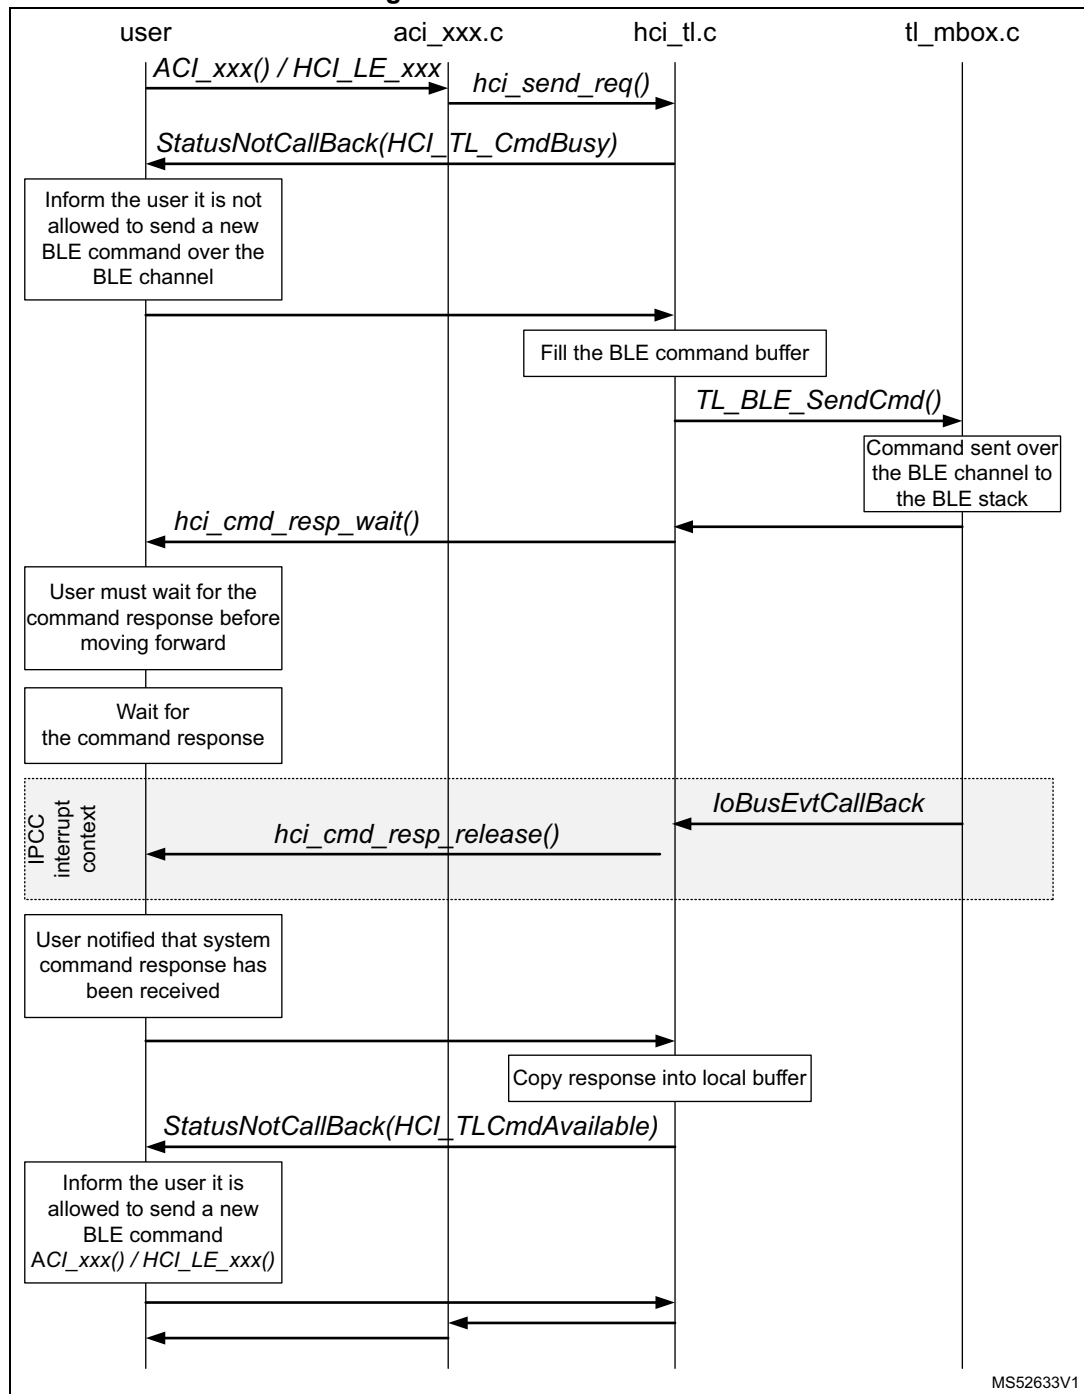 user aci_xxx.c hci_tl.c tl_mbox.c
ACI_xxx() / HCI_LE_xxx
hci_send_req()
StatusNotCallBack(HCI_TL_CmdBusy)
Inform the user it is not
allowed to send a new
BLE command over the
BLE channel
Fill the BLE command buffer
TL_BLE_SendCmd()
Command sent over
the BLE channel to
the BLE stack
hci_cmd_resp_wait()
User must wait for the
command response before
moving forward
Wait for
the command response
IPCC
interrupt
context
IoBusEvtCallBack
hci_cmd_resp_release()
User notified that system
command response has
been received
Copy response into local buffer
StatusNotCallBack(HCI_TLCmdAvailable)
Inform the user it is
allowed to send a new
BLE command
ACI_xxx() / HCI_LE_xxx()
MS52633V1